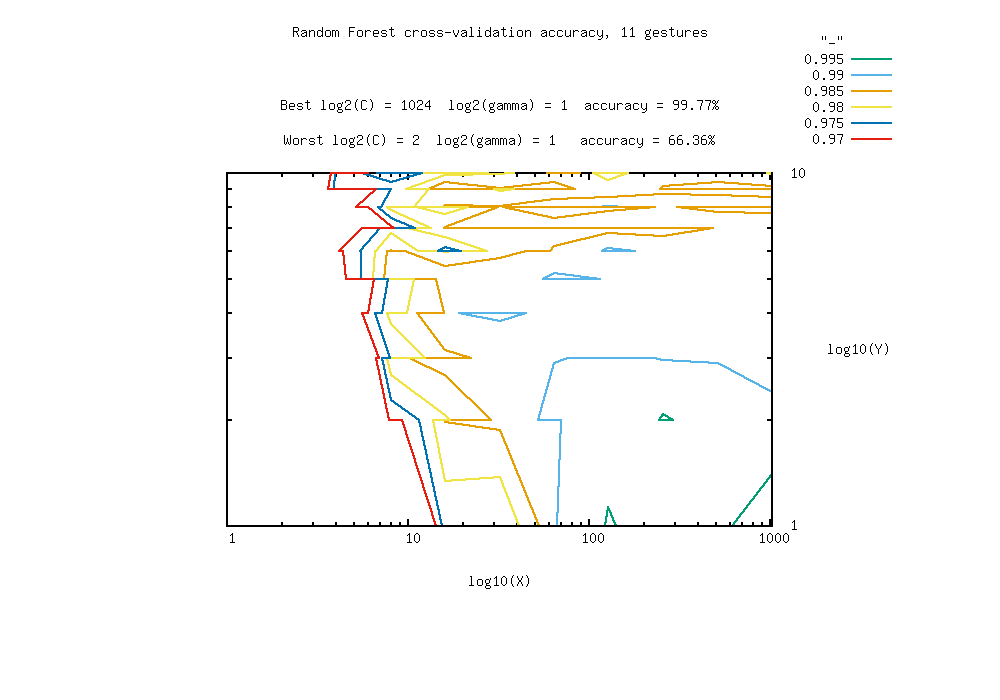 Random Forest cross-validation accuracy, 11 gestures
"_"
0.995
0.99
0.985
0.98
0.975
0.97
Best log2(C) = 1024  log2(gamma) = 1  accuracy = 99.77%
Worst log2(C) = 2  log2(gamma) = 1   accuracy = 66.36%
10
log10(Y)
1
1 10 100 1000
log10(X)